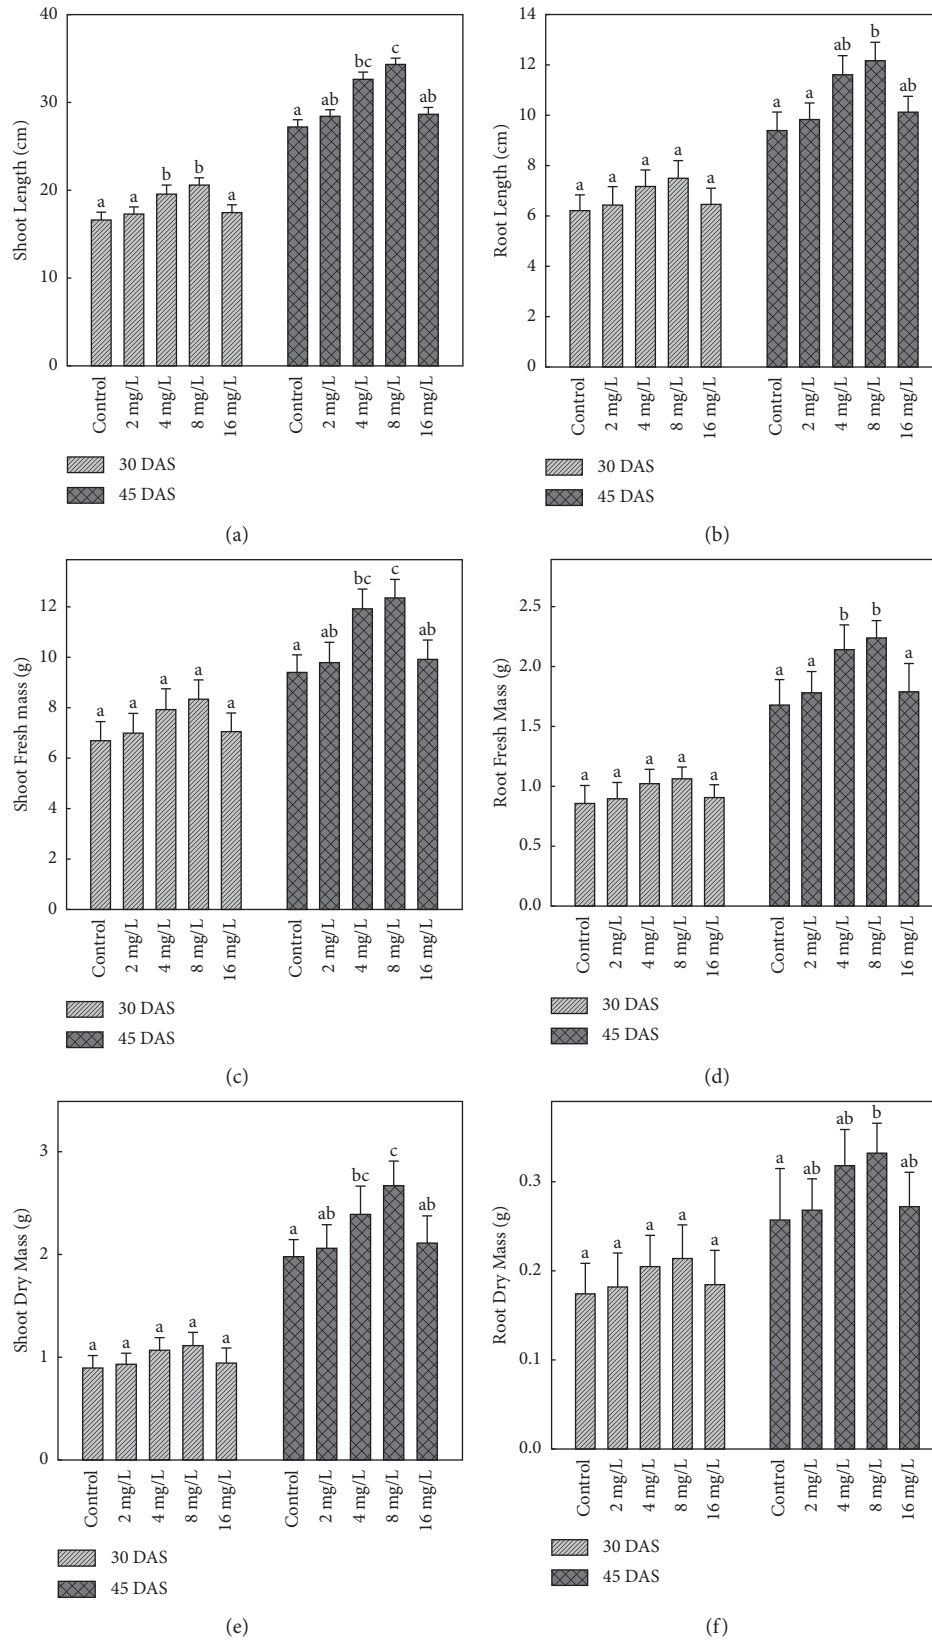 40
30
20
10
0
Shoot Length (cm)
a a b b a a ab bc c ab
Control 2 mg/L 4 mg/L 8 mg/L 16 mg/L Control 2 mg/L 4 mg/L 8 mg/L 16 mg/L
30 DAS
45 DAS
(a)
14
12
10
8
6
4
2
0
Root Length (cm)
a a a a a a a ab b ab
Control 2 mg/L 4 mg/L 8 mg/L 16 mg/L Control 2 mg/L 4 mg/L 8 mg/L 16 mg/L
30 DAS
45 DAS
(b)
12
10
8
6
4
2
0
Shoot Fresh mass (g)
a a a a a a ab bc c ab
Control 2 mg/L 4 mg/L 8 mg/L 16 mg/L Control 2 mg/L 4 mg/L 8 mg/L 16 mg/L
30 DAS
45 DAS
(c)
2.5
2.0
1.5
1.0
0.5
0.0
Root Fresh Mass (g)
a a a a a a a b b a
Control 2 mg/L 4 mg/L 8 mg/L 16 mg/L Control 2 mg/L 4 mg/L 8 mg/L 16 mg/L
30 DAS
45 DAS
(d)
3
2
1
0
Shoot Dry Mass (g)
a a a a a a ab bc c ab
Control 2 mg/L 4 mg/L 8 mg/L 16 mg/L Control 2 mg/L 4 mg/L 8 mg/L 16 mg/L
30 DAS
45 DAS
(e)
0.3
0.2
0.1
0.0
Root Dry Mass (g)
a a a a a a ab ab b ab
Control 2 mg/L 4 mg/L 8 mg/L 16 mg/L Control 2 mg/L 4 mg/L 8 mg/L 16 mg/L
30 DAS
45 DAS
(f)